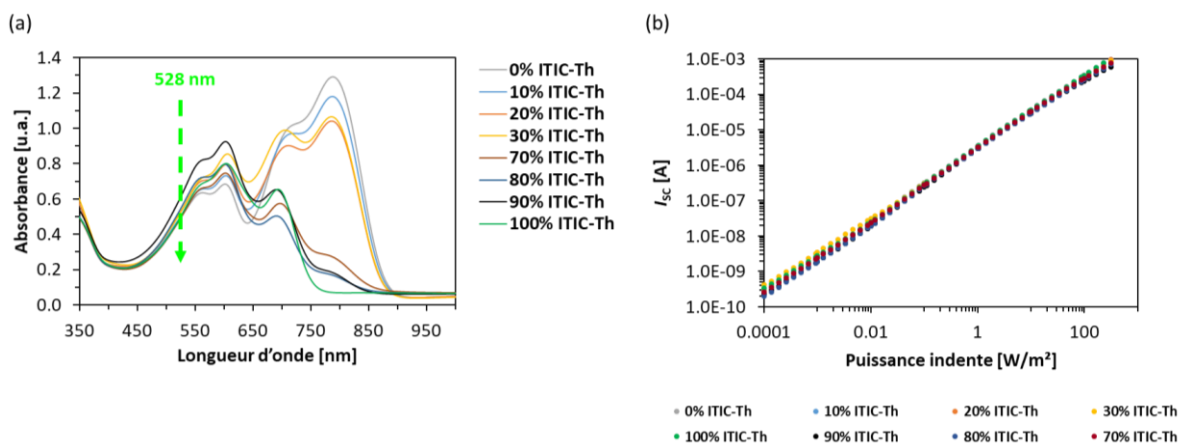 (a)
1.4
1.2
1.0
0.8
0.6
0.4
0.2
0.0
Absorbance [u.a.]
528 nm
350 450 550 650 750 850 950
Longueur d'onde [nm]
0% ITIC-Th
10% ITIC-Th
20% ITIC-Th
30% ITIC-Th
70% ITIC-Th
80% ITIC-Th
90% ITIC-Th
100% ITIC-Th
(b)
1.0E-03
1.0E-04
1.0E-05
1.0E-06
1.0E-07
1.0E-08
1.0E-09
1.0E-10
Isc [A]
0.0001 0.01 1 100
Puissance indente [W/m²]
0% ITIC-Th 10% ITIC-Th 20% ITIC-Th 30% ITIC-Th
100% ITIC-Th 90% ITIC-Th 80% ITIC-Th 70% ITIC-Th